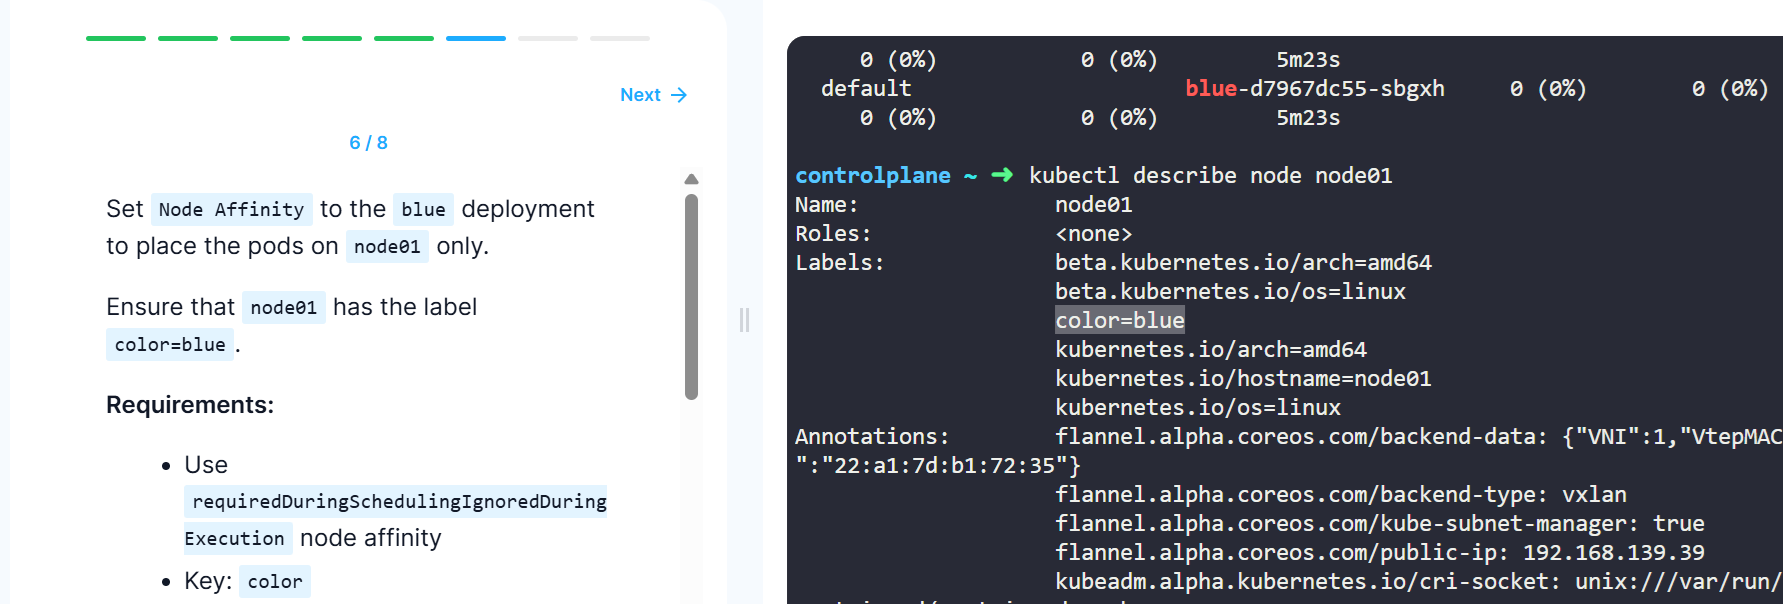 Next →
6 / 8
Set Node Affinity to the blue deployment
to place the pods on node01 only.
Ensure that node01 has the label
color=blue.
Requirements:
• Use
requiredDuringSchedulingIgnoredDuring
Execution node affinity
• Key: color
0 (0%) 0 (0%) 5m23s
default blue-d7967dc55-sbgxh 0 (0%) 0 (0%)
0 (0%) 0 (0%) 5m23s
controlplane ~ ➜ kubectl describe node node01
Name: node01
Roles: <none>
Labels: beta.kubernetes.io/arch=amd64
beta.kubernetes.io/os=linux
color=blue
kubernetes.io/arch=amd64
kubernetes.io/hostname=node01
kubernetes.io/os=linux
Annotations: flannel.alpha.coreos.com/backend-data: {"VNI":1,"VtepMAC
":"22:a1:7d:b1:72:35"}
flannel.alpha.coreos.com/backend-type: vxlan
flannel.alpha.coreos.com/kube-subnet-manager: true
flannel.alpha.coreos.com/public-ip: 192.168.139.39
kubeadm.alpha.kubernetes.io/cri-socket: unix:///var/run/